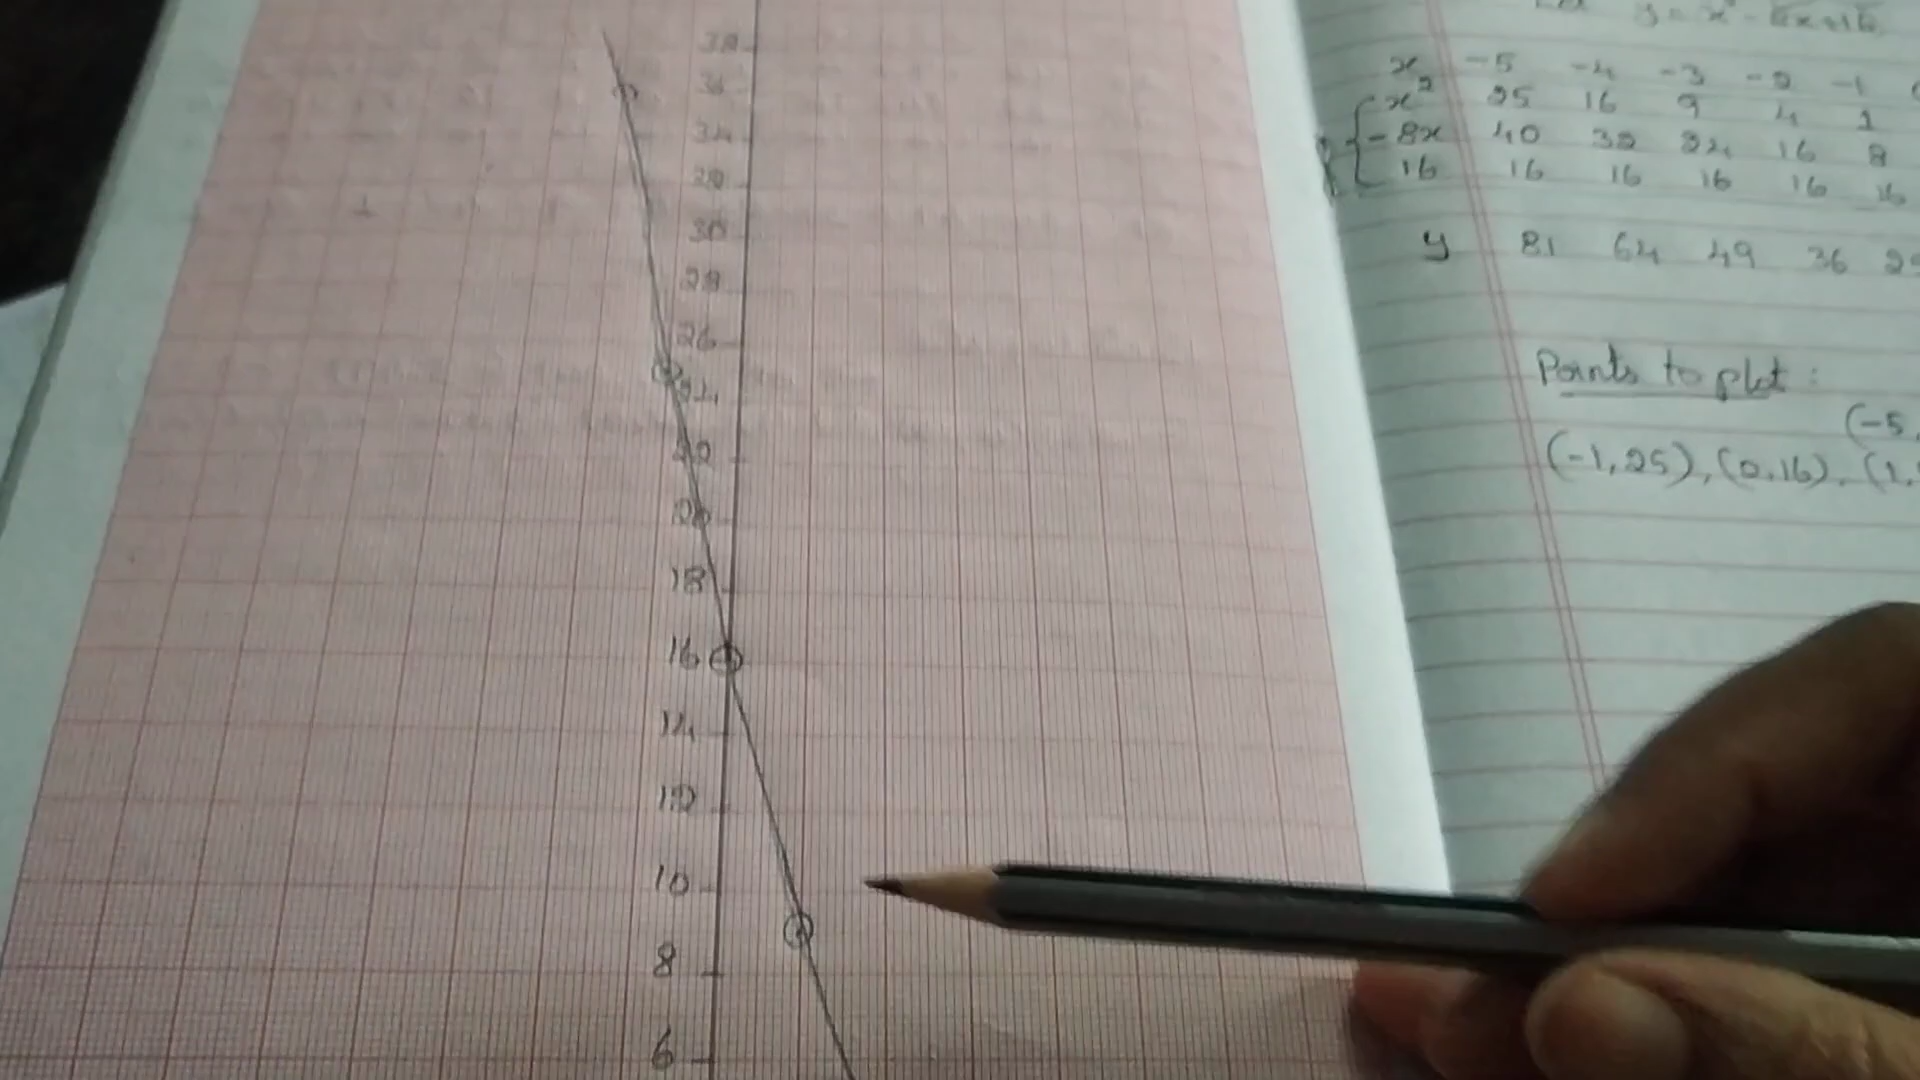 38
36
34
30
28
26
24
22
20
18
16
14
12
10
8
6
x -5 -4 -3 -2 -1
x² 25 16 9 4 1
-8x 40 32 24 16 8
16 16 16 16 16 16
y 81 64 49 36
Points to plot :
(-5,
(-1,25), (0,16), (1,